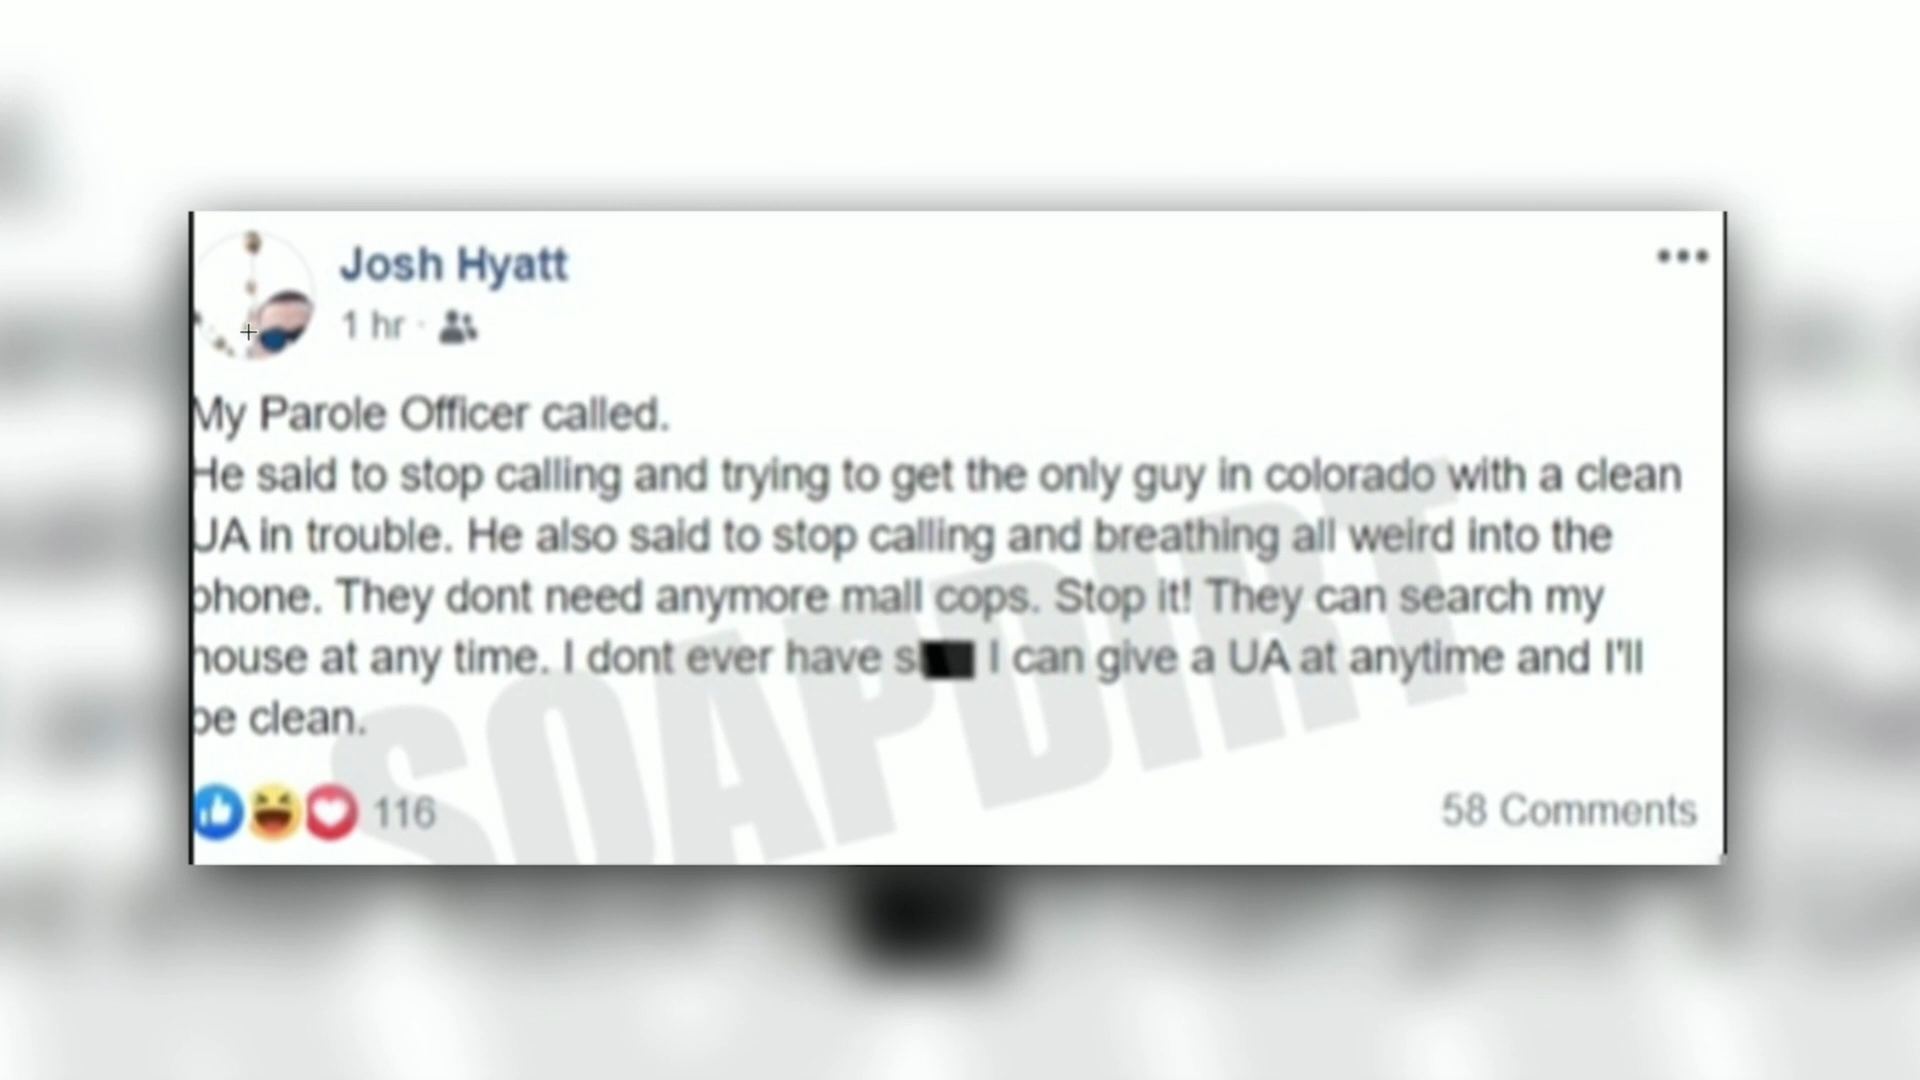 Josh Hyatt
1 hr ·
My Parole Officer called.
He said to stop calling and trying to get the only guy in colorado with a clean
UA in trouble. He also said to stop calling and breathing all weird into the
phone. They dont need anymore mall cops. Stop it! They can search my
house at any time. I dont ever have s I can give a UA at anytime and I'll
be clean.
116
58 Comments
SOAPDIRT